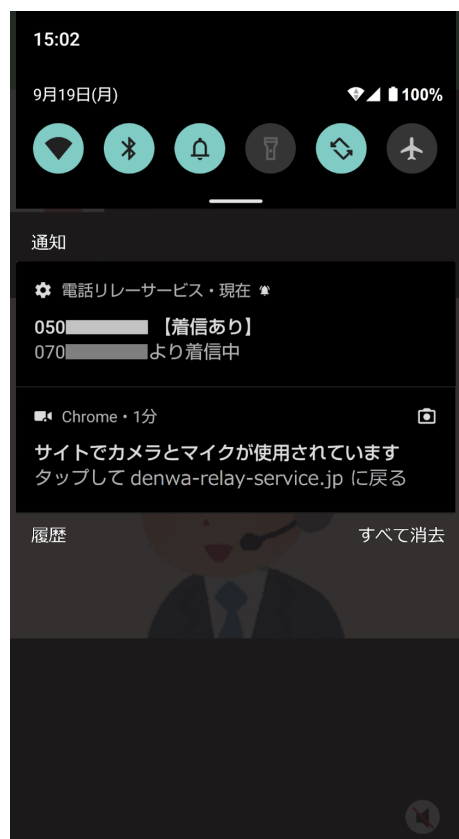 15:02
9月19日(月)
100%
通知
電話リレーサービス・現在
050 【着信あり】
070 より着信中
Chrome・1分
サイトでカメラとマイクが使用されています
タップして denwa-relay-service.jp に戻る
履歴
すべて消去